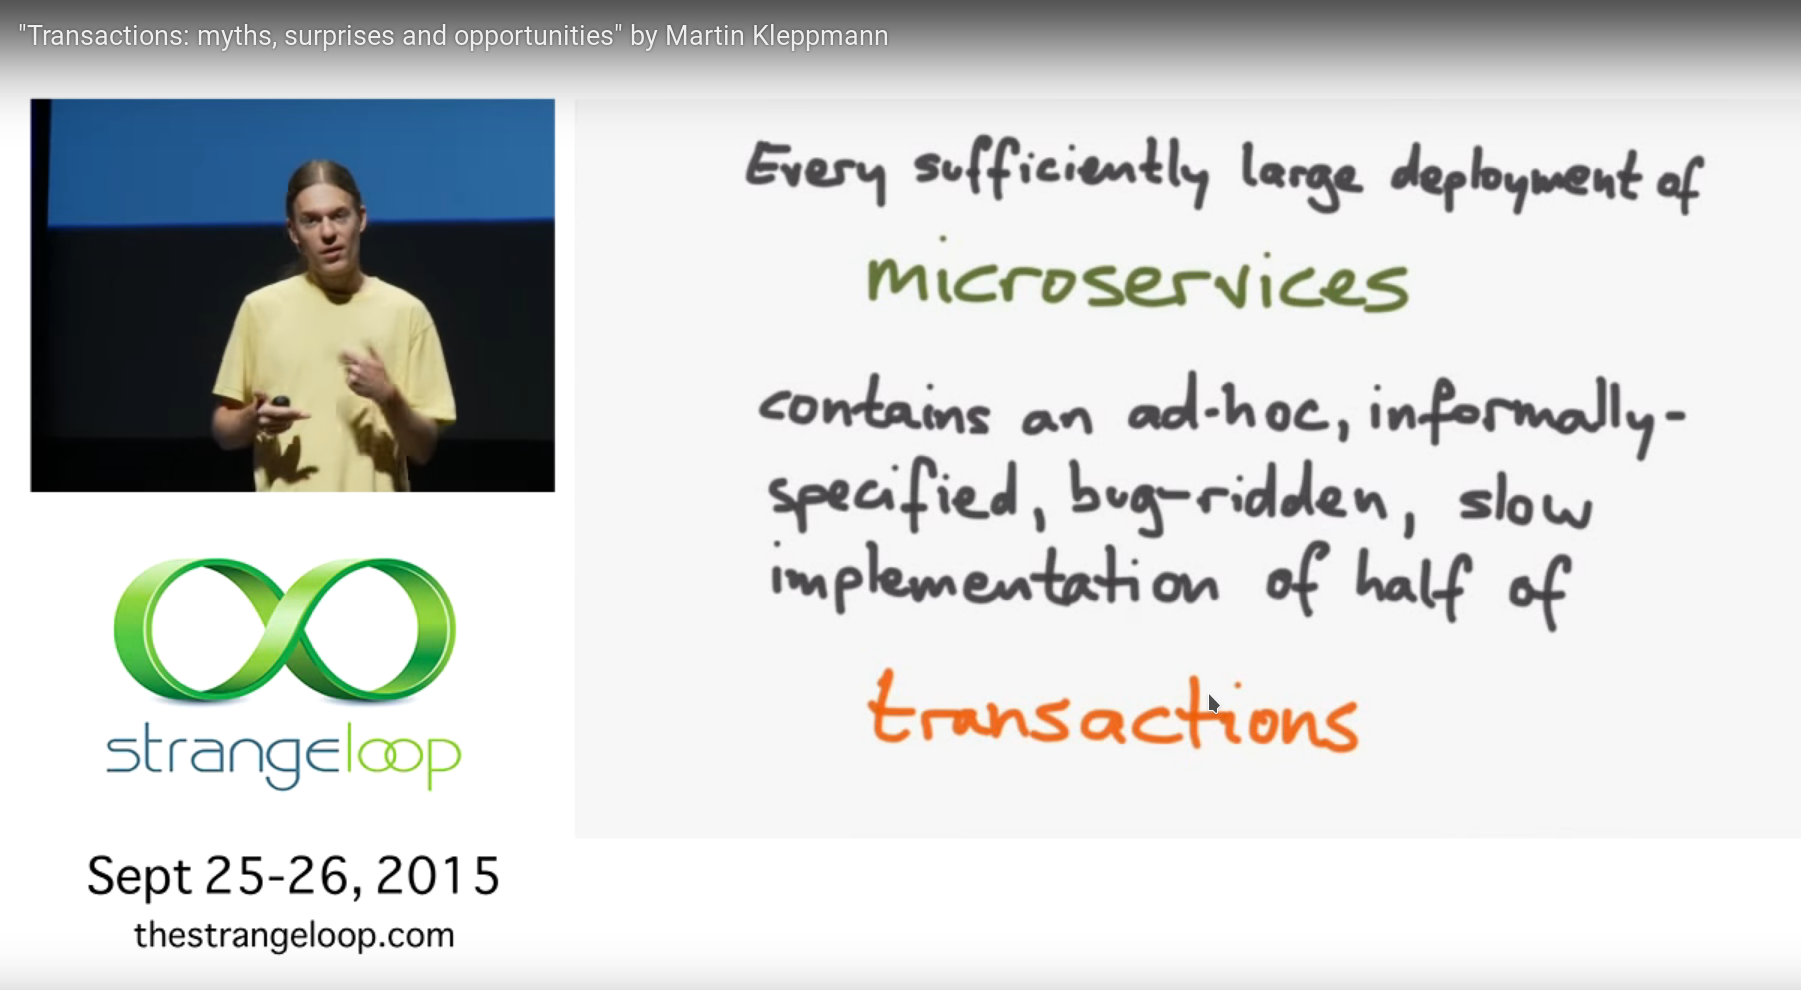 "Transactions: myths, surprises and opportunities" by Martin Kleppmann
Every sufficiently large deployment of
microservices
contains an ad-hoc, informally-
specified, bug-ridden, slow
implementation of half of
transactions
strangeloop
Sept 25-26, 2015
thestrangeloop.com